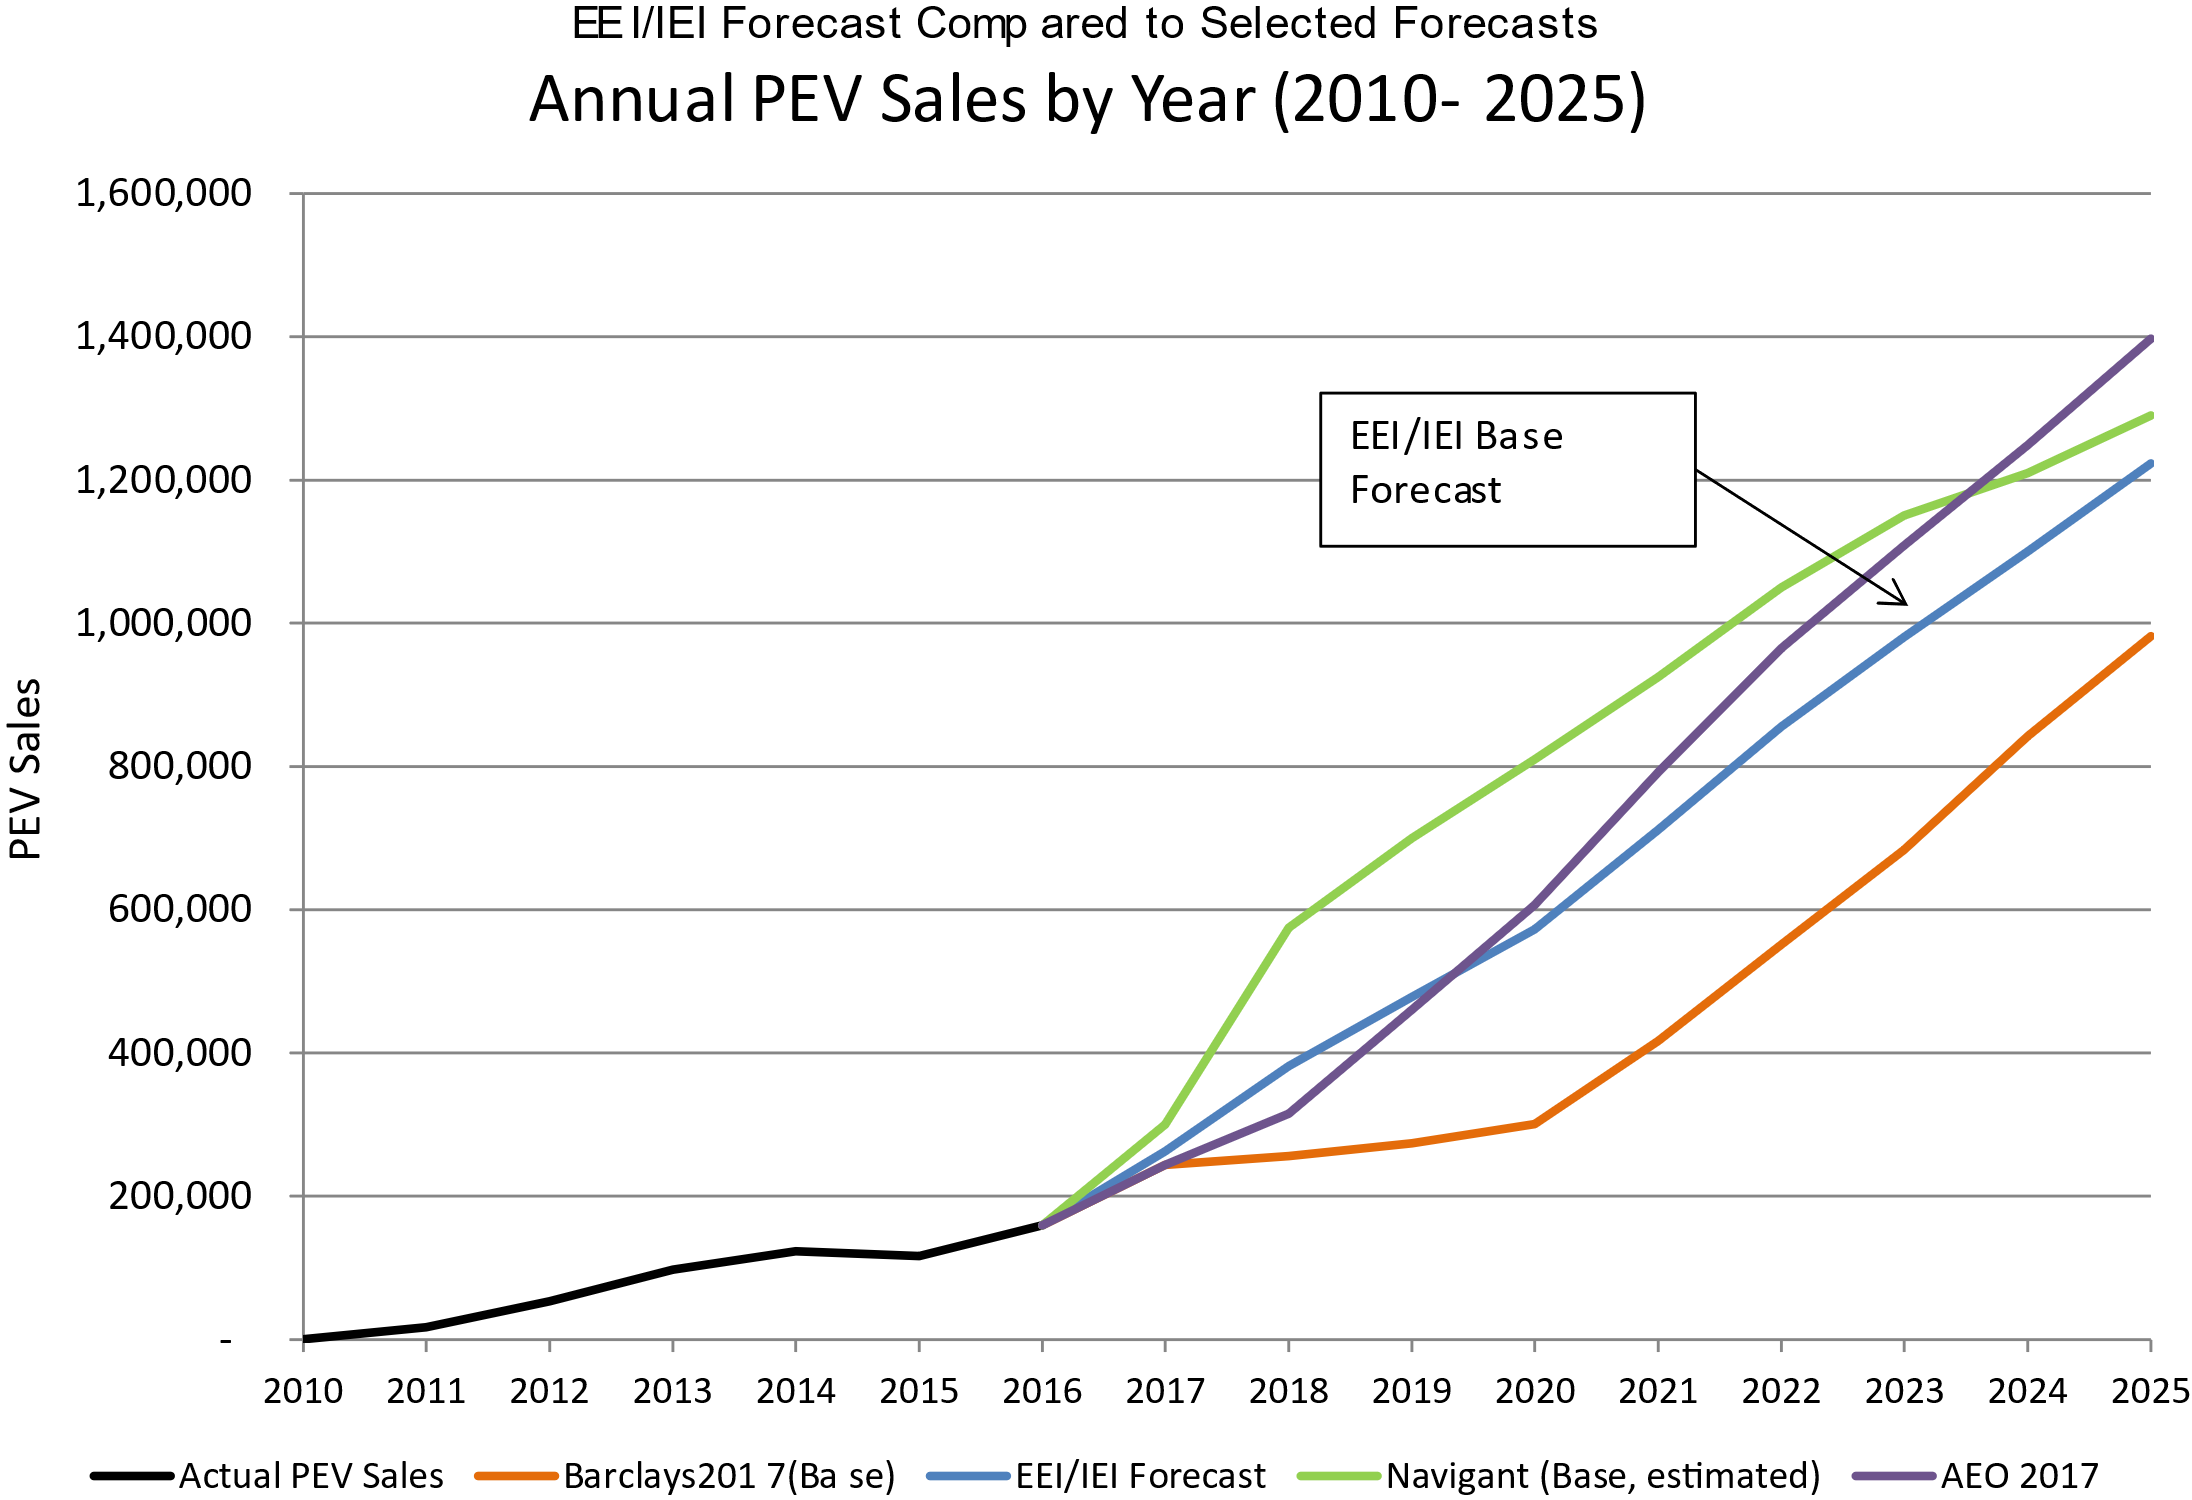 EE I/IEI Forecast Comp ared to Selected Forecasts
Annual PEV Sales by Year (2010- 2025)
1,600,000
1,400,000
1,200,000
1,000,000
800,000
600,000
400,000
200,000
-
PEV Sales
EEI/IEI Base
Forecast
2010 2011 2012 2013 2014 2015 2016 2017 2018 2019 2020 2021 2022 2023 2024 2025
Actual PEV Sales Barclays201 7(Ba se) EEI/IEI Forecast Navigant (Base, estimated) AEO 2017